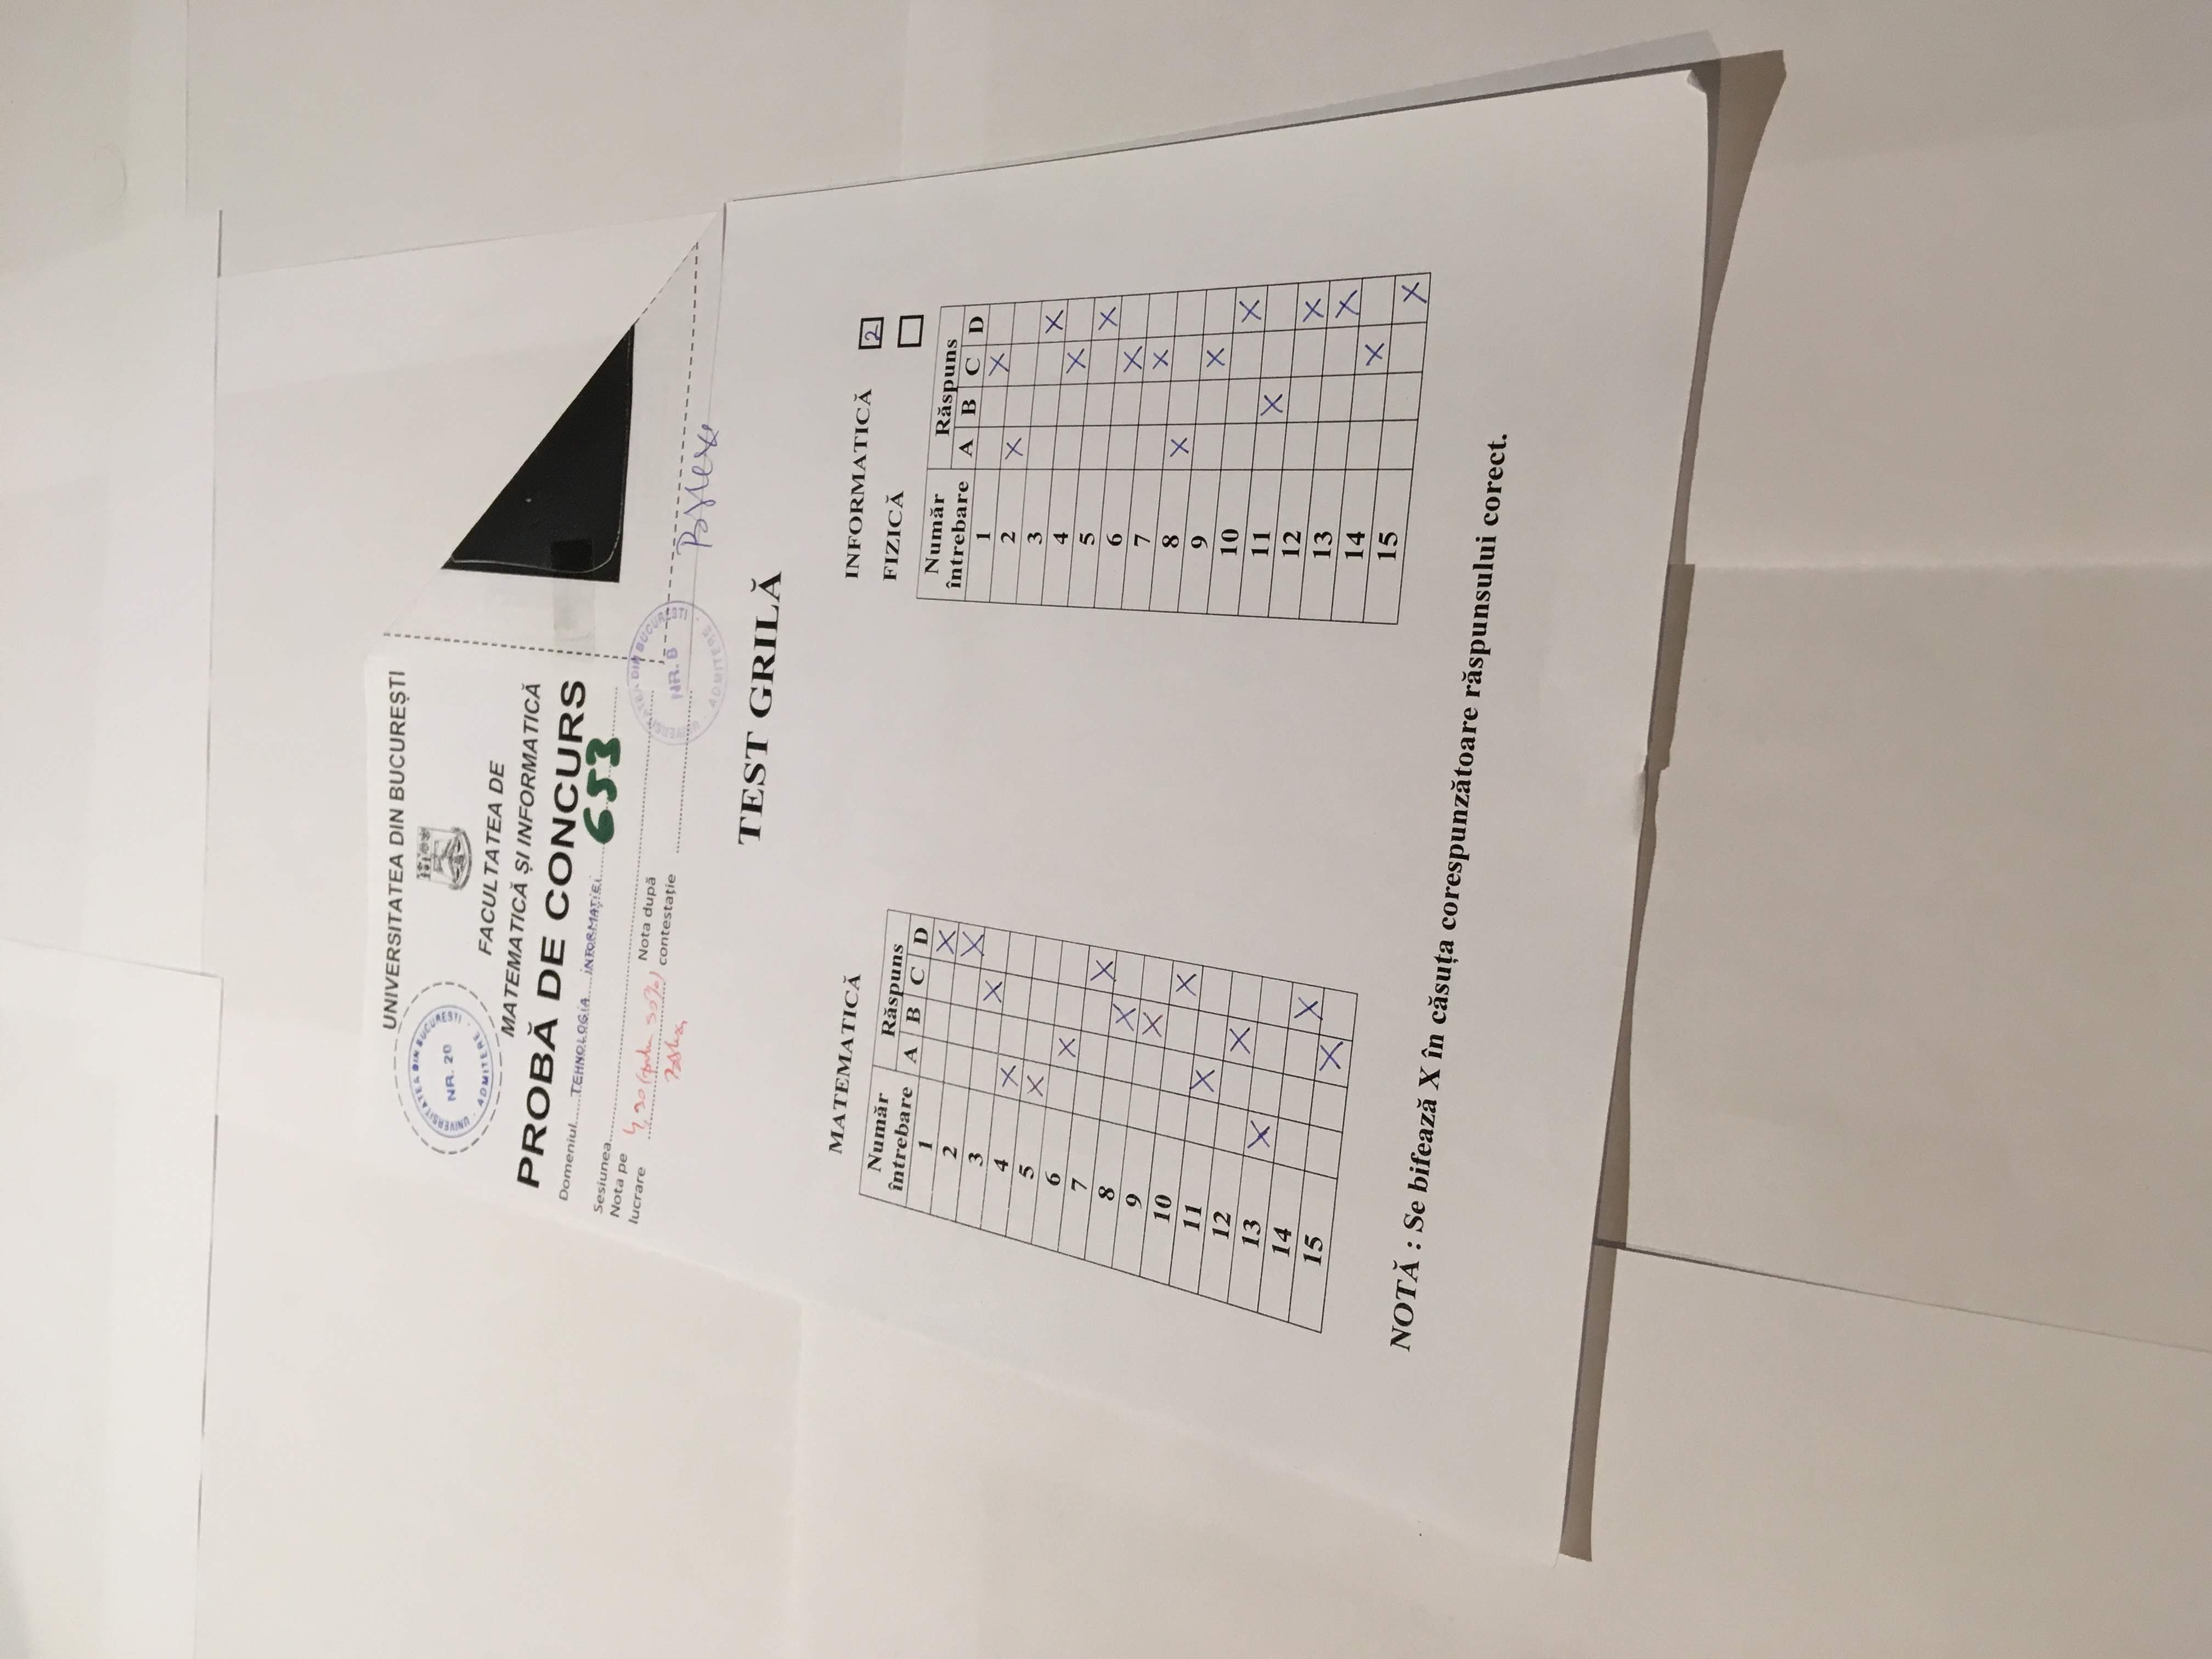 UNIVERSITATEA DIN BUCUREȘTI
UNIVERSITATEA DIN BUCUREȘTI
NR. 20
ADMITERE
FACULTATEA DE
MATEMATICĂ ȘI INFORMATICĂ
PROBĂ DE CONCURS
Domeniul TEHNOLOGIA INFORMAȚIEI 653
Sesiunea
Nota pe lucrare 4,90
Nota după contestație
UNIVERSITATEA DIN BUCUREȘTI
NR. 8
ADMITERE
TEST GRILĂ
MATEMATICĂ
Număr întrebare Răspuns
A B C D
1 X
2 X
3 X
4 X
5 X
6 X
7 X
8 X
9 X
10 X
11 X
12 X
13 X
14 X
15 X
INFORMATICĂ 2
FIZICĂ
Număr întrebare Răspuns
A B C D
1 X
2 X
3 X
4 X
5 X
6 X
7 X
8 X
9 X
10 X
11 X
12 X
13 X
14 X
15 X
NOTĂ : Se bifează X în căsuța corespunzătoare răspunsului corect.